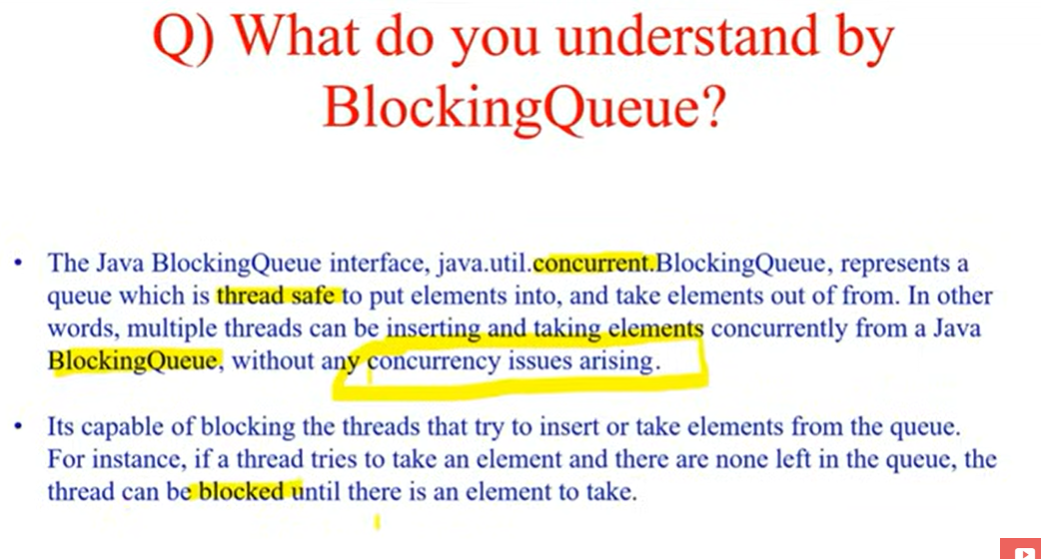 Q) What do you understand by
BlockingQueue?
• The Java BlockingQueue interface, java.util.concurrent.BlockingQueue, represents a
queue which is thread safe to put elements into, and take elements out of from. In other
words, multiple threads can be inserting and taking elements concurrently from a Java
BlockingQueue, without any concurrency issues arising.
• Its capable of blocking the threads that try to insert or take elements from the queue.
For instance, if a thread tries to take an element and there are none left in the queue, the
thread can be blocked until there is an element to take.